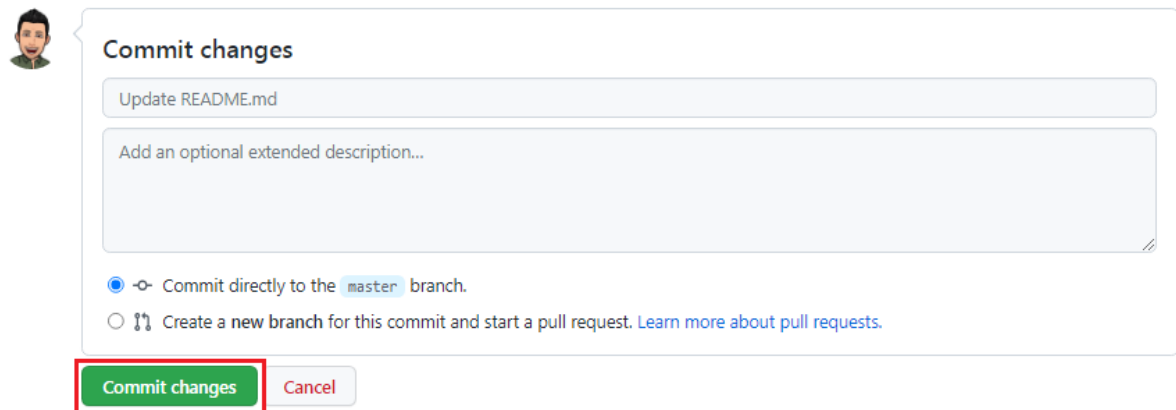 Commit changes
Update README.md
Add an optional extended description...
Commit directly to the master branch.
Create a new branch for this commit and start a pull request. Learn more about pull requests.
Commit changes Cancel